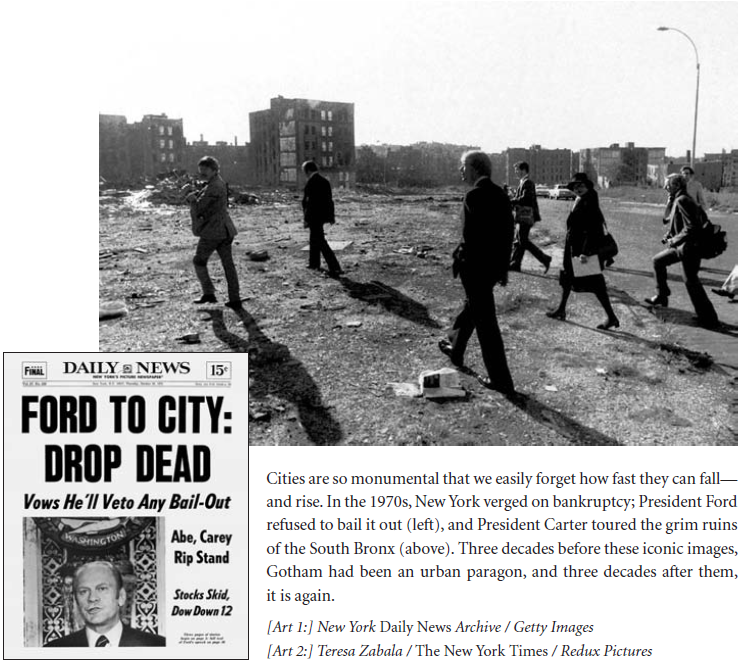 FINAL
DAILY NEWS
15¢
NEW YORK'S PICTURE NEWSPAPER
FORD TO CITY:
DROP DEAD
Vows He'll Veto Any Bail-Out
WASHINGTON
Abe, Carey
Rip Stand
Stocks Skid,
Dow Down 12
Cities are so monumental that we easily forget how fast they can fall—
and rise. In the 1970s, New York verged on bankruptcy; President Ford
refused to bail it out (left), and President Carter toured the grim ruins
of the South Bronx (above). Three decades before these iconic images,
Gotham had been an urban paragon, and three decades after them,
it is again.
[Art 1:] New York Daily News Archive / Getty Images
[Art 2:] Teresa Zabala / The New York Times / Redux Pictures